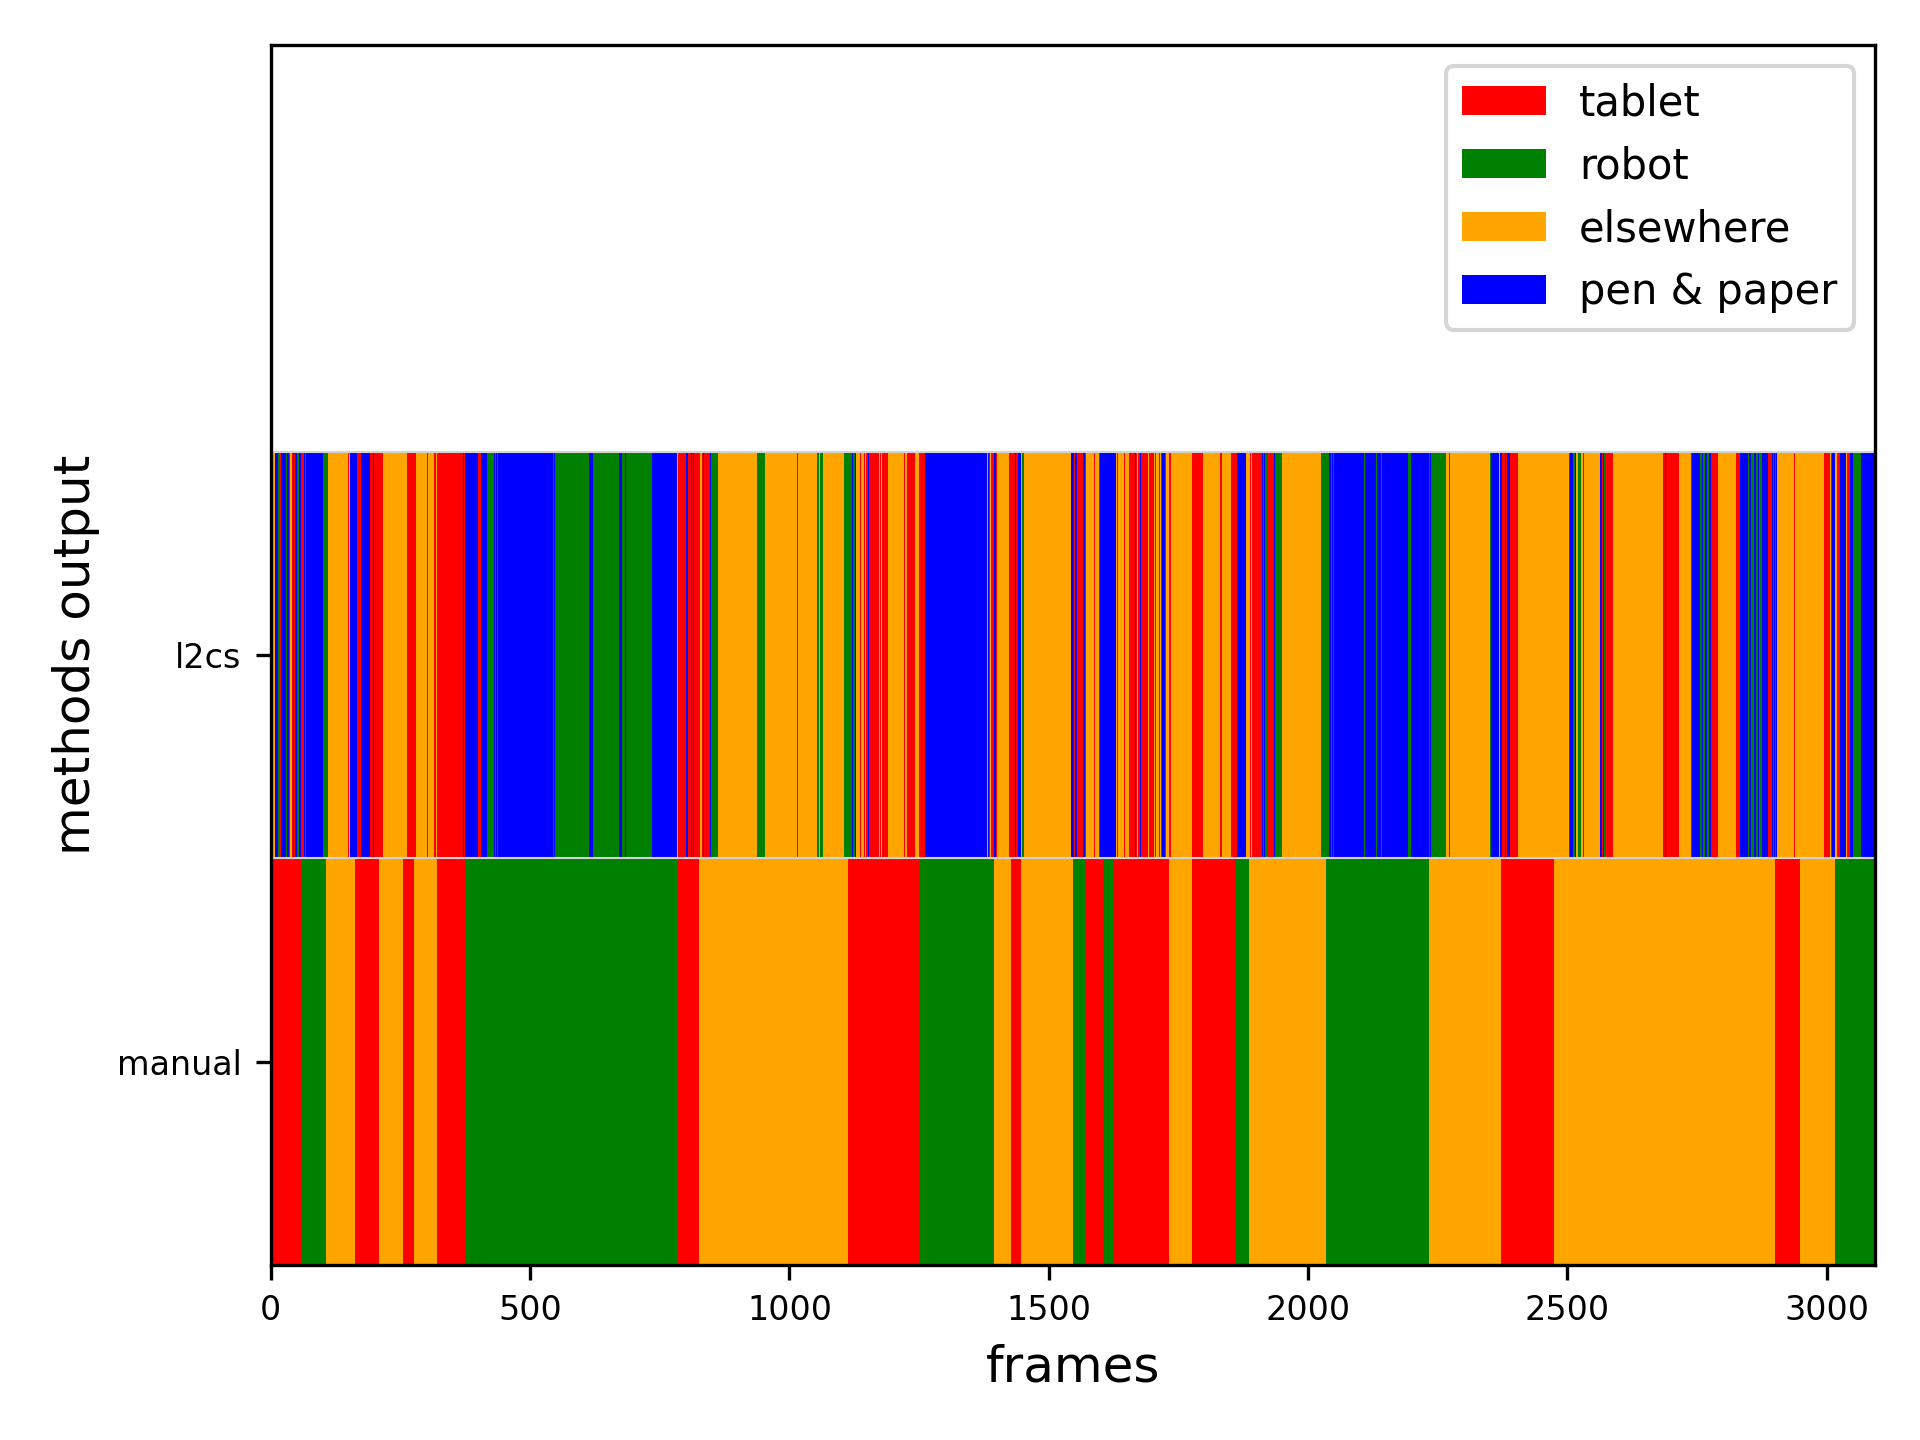 tablet
robot
elsewhere
pen & paper
methods output
l2cs
manual
0 500 1000 1500 2000 2500 3000
frames